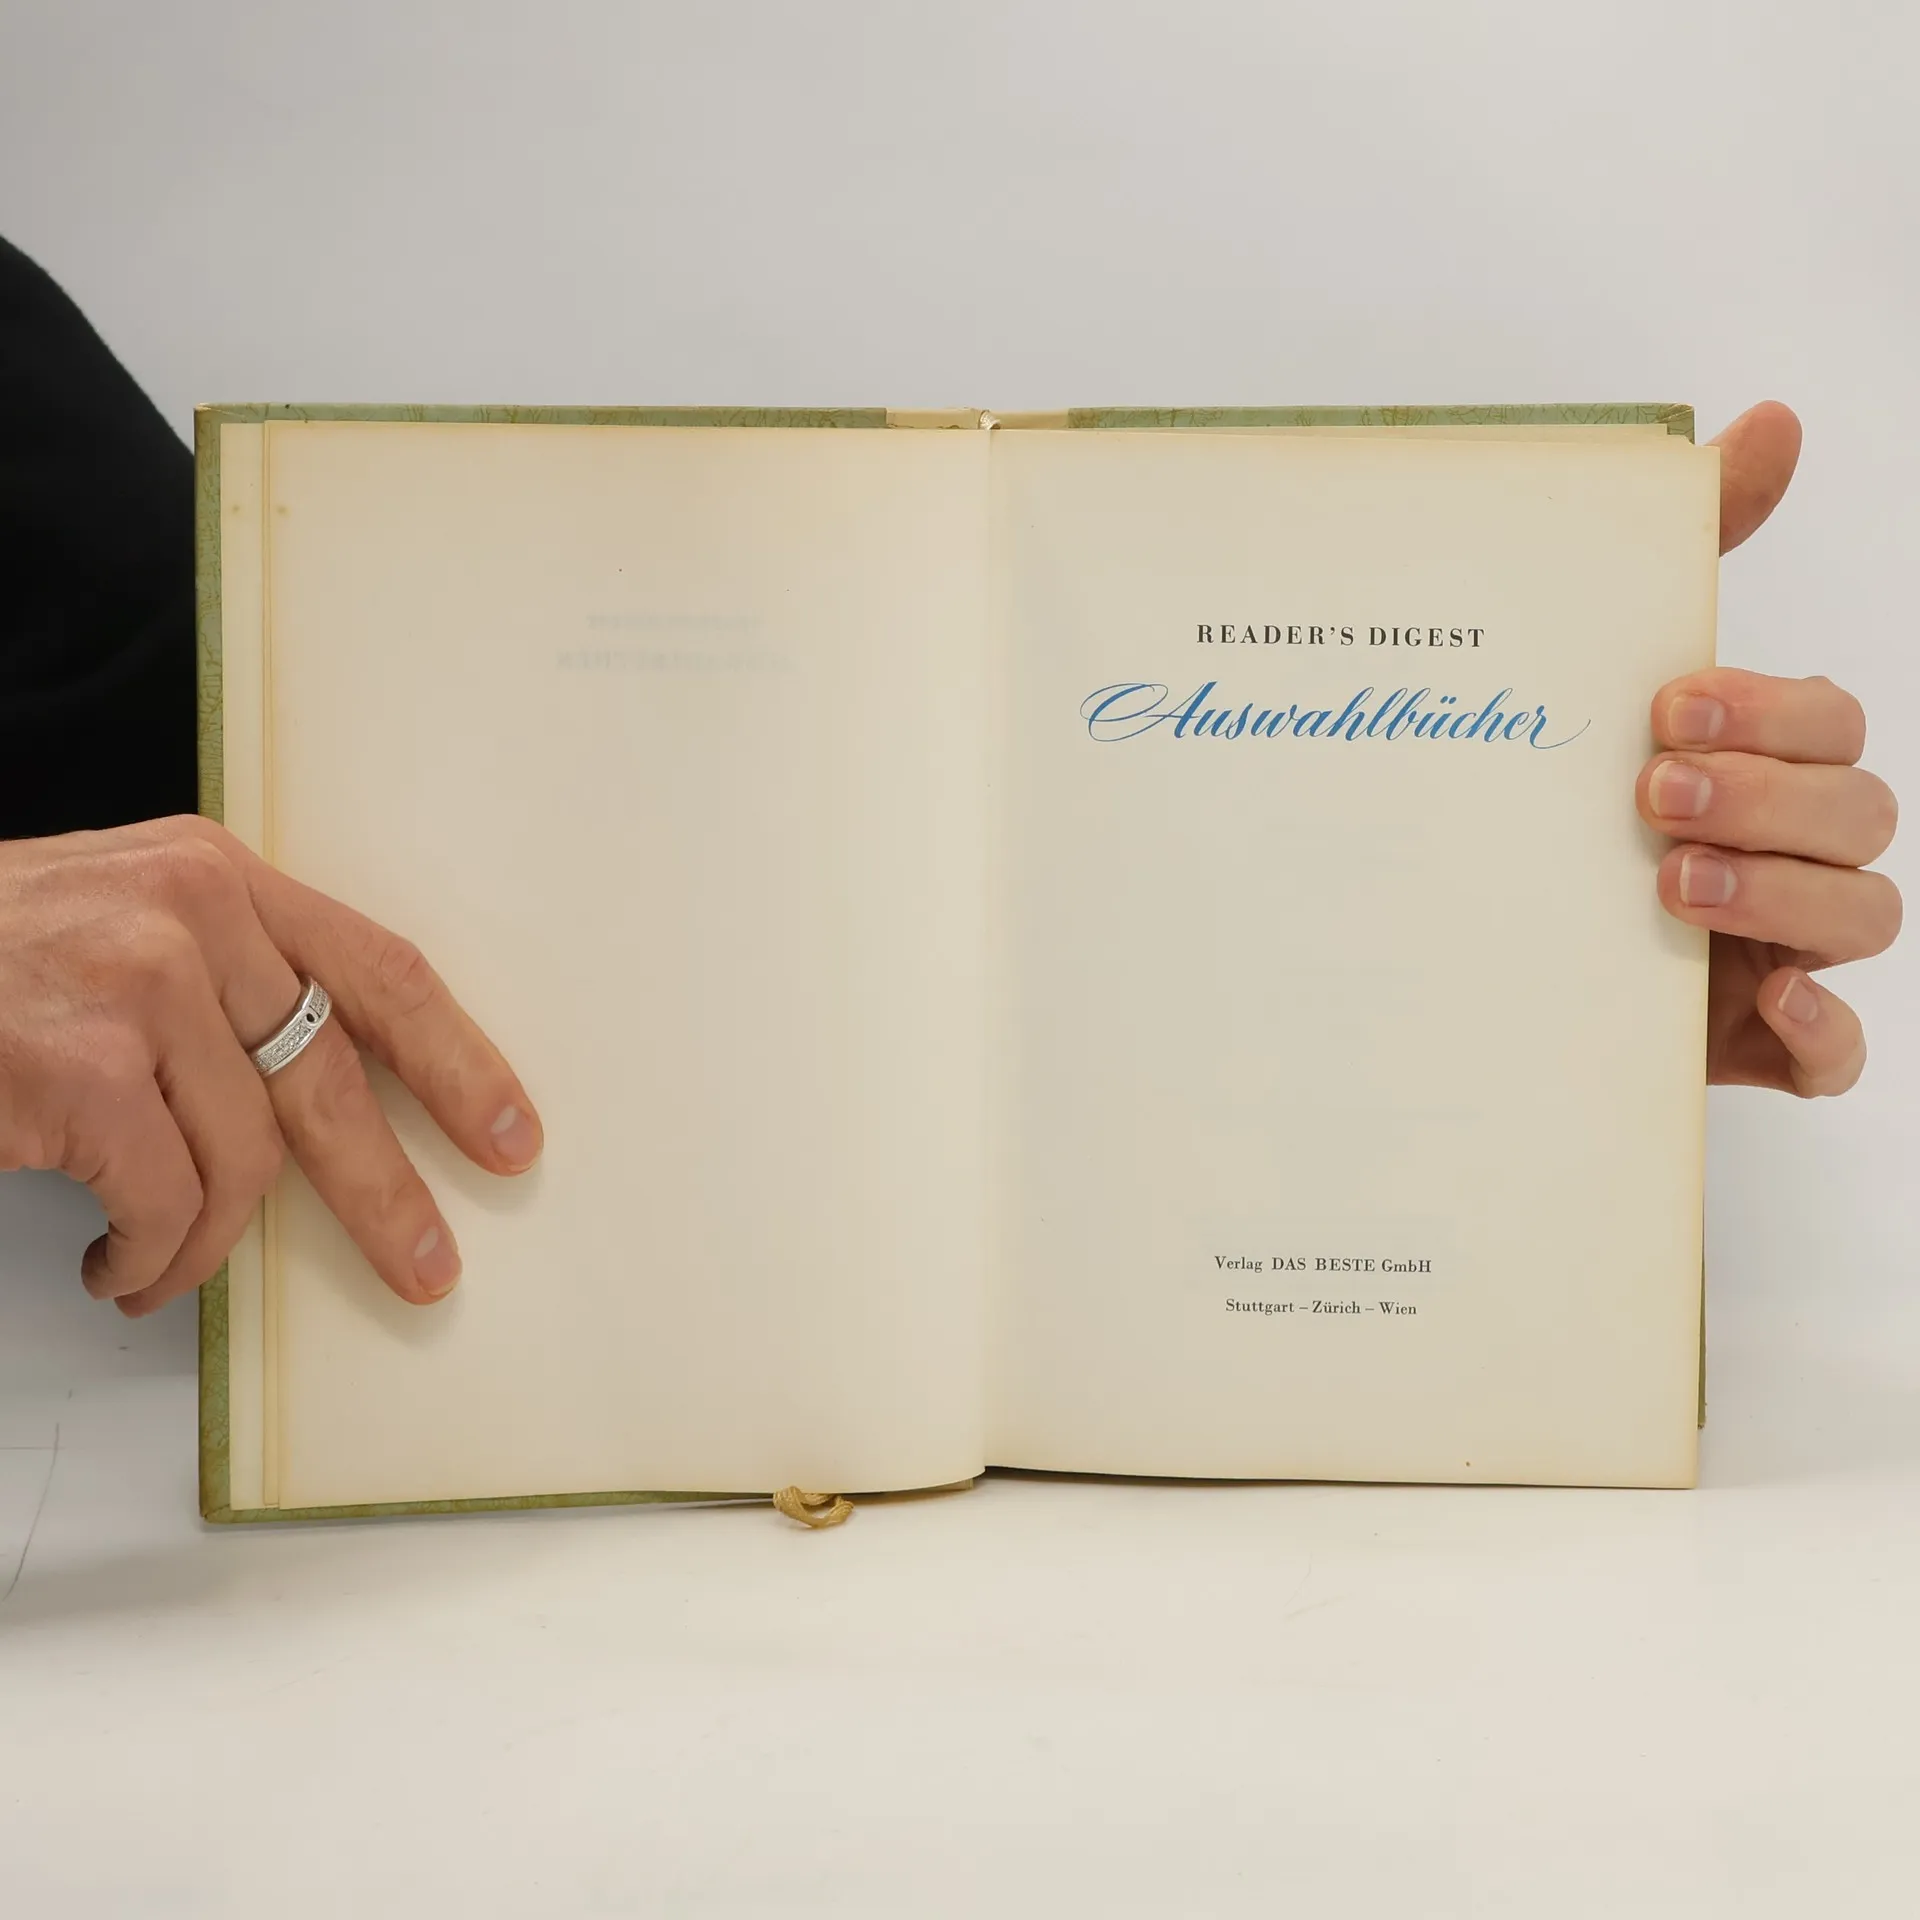 READER'S DIGEST
Auswahlbücher
Verlag DAS BESTE GmbH
Stuttgart – Zürich – Wien